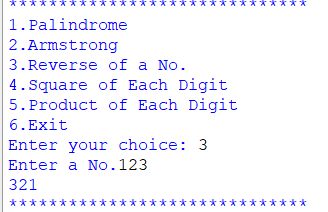 ******************************
1.Palindrome
2.Armstrong
3.Reverse of a No.
4.Square of Each Digit
5.Product of Each Digit
6.Exit
Enter your choice: 3
Enter a No.123
321
******************************